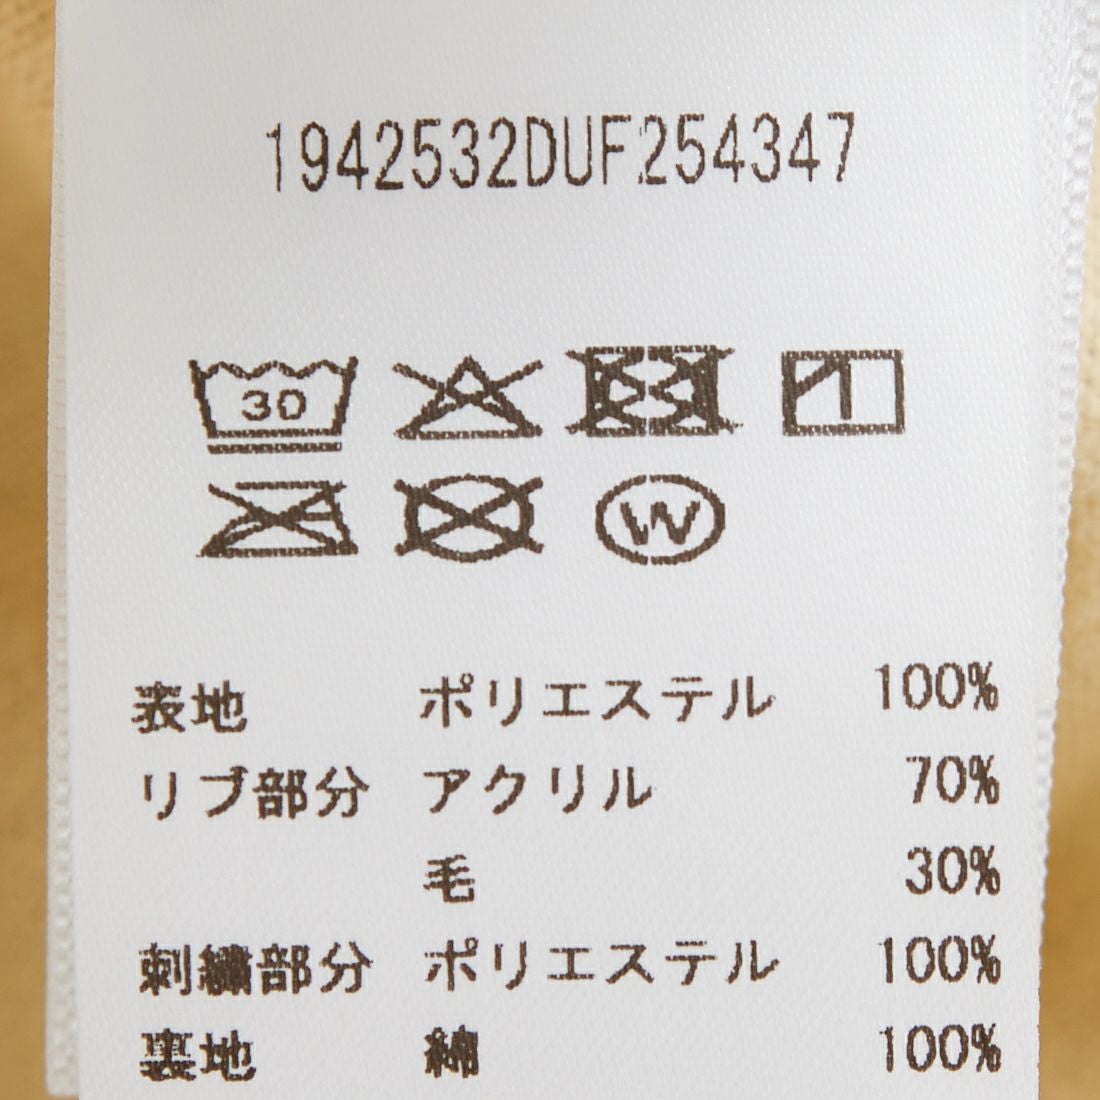 1942532DUF254347
30
W
表地 ポリエステル 100%
リブ部分 アクリル 70%
毛 30%
刺繍部分 ポリエステル 100%
裏地 綿 100%